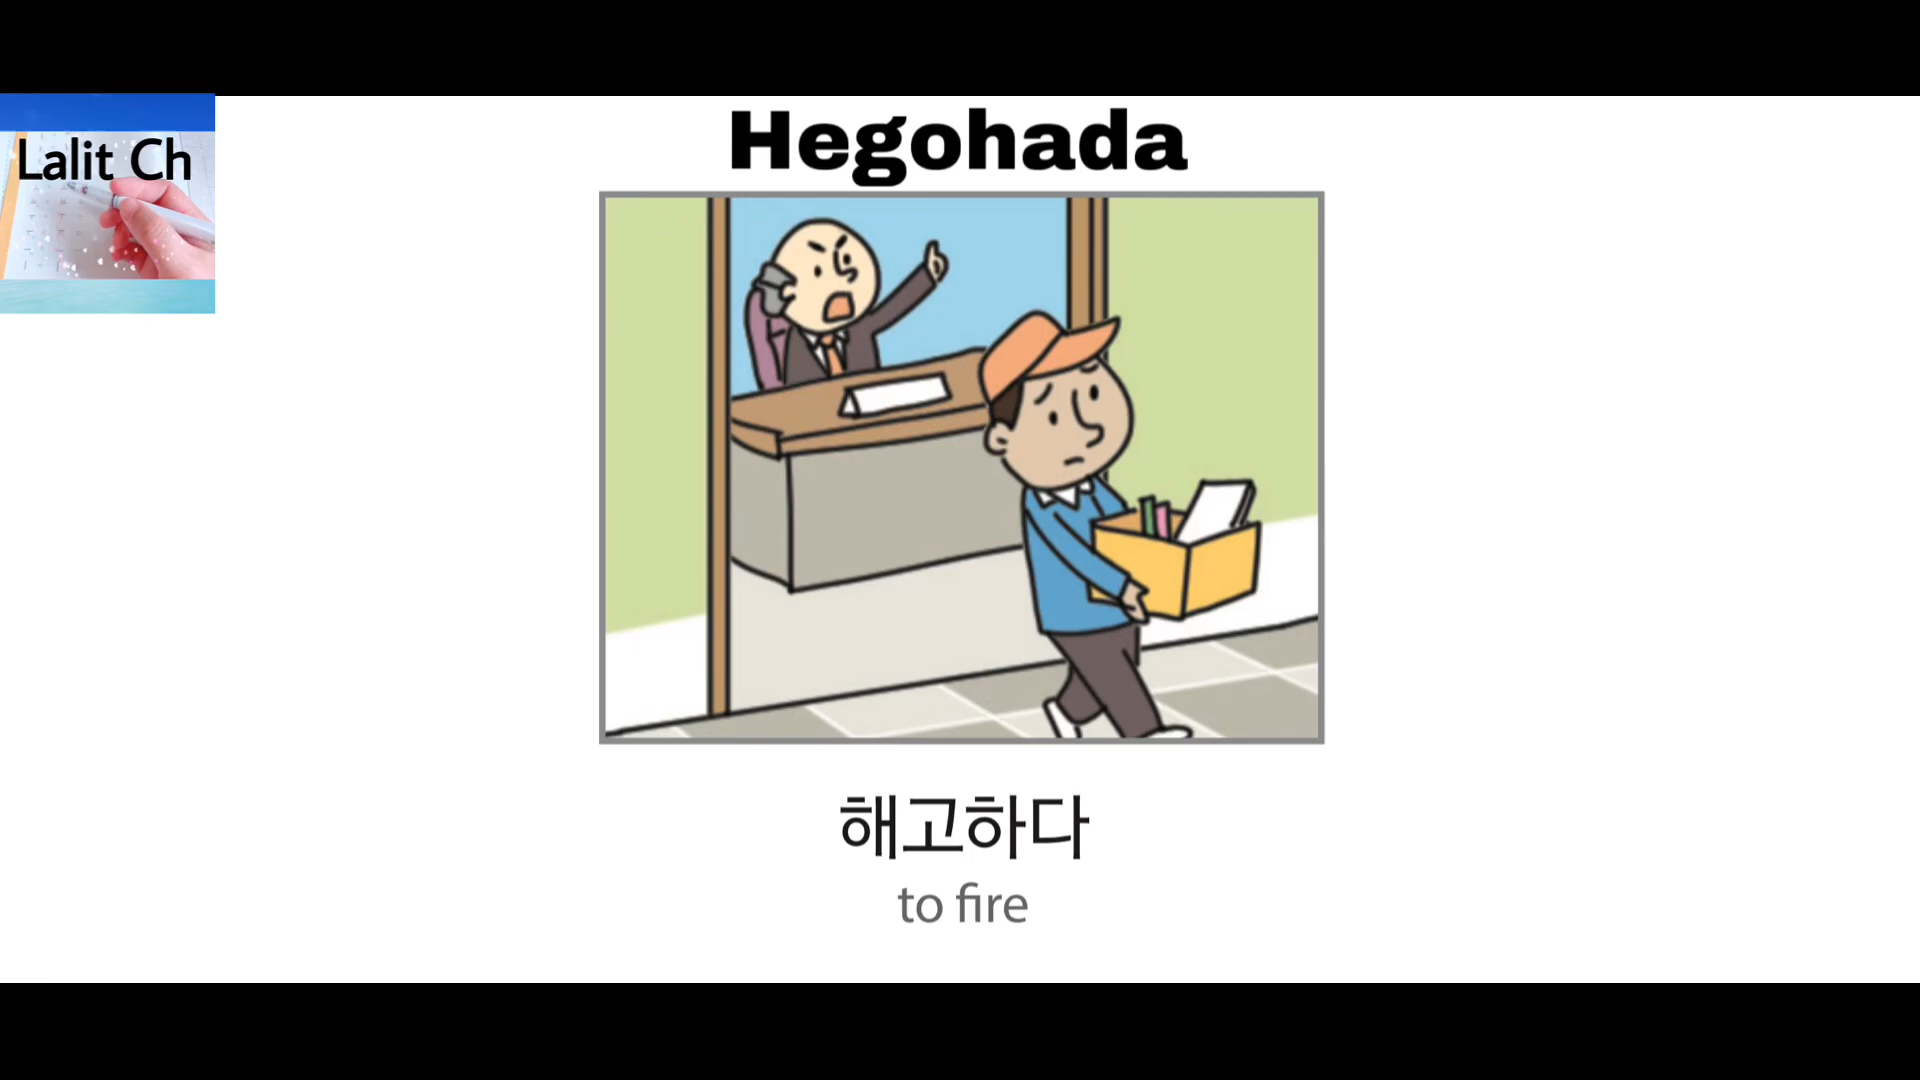 Hegohada
Lalit Ch
해고하다
to fire